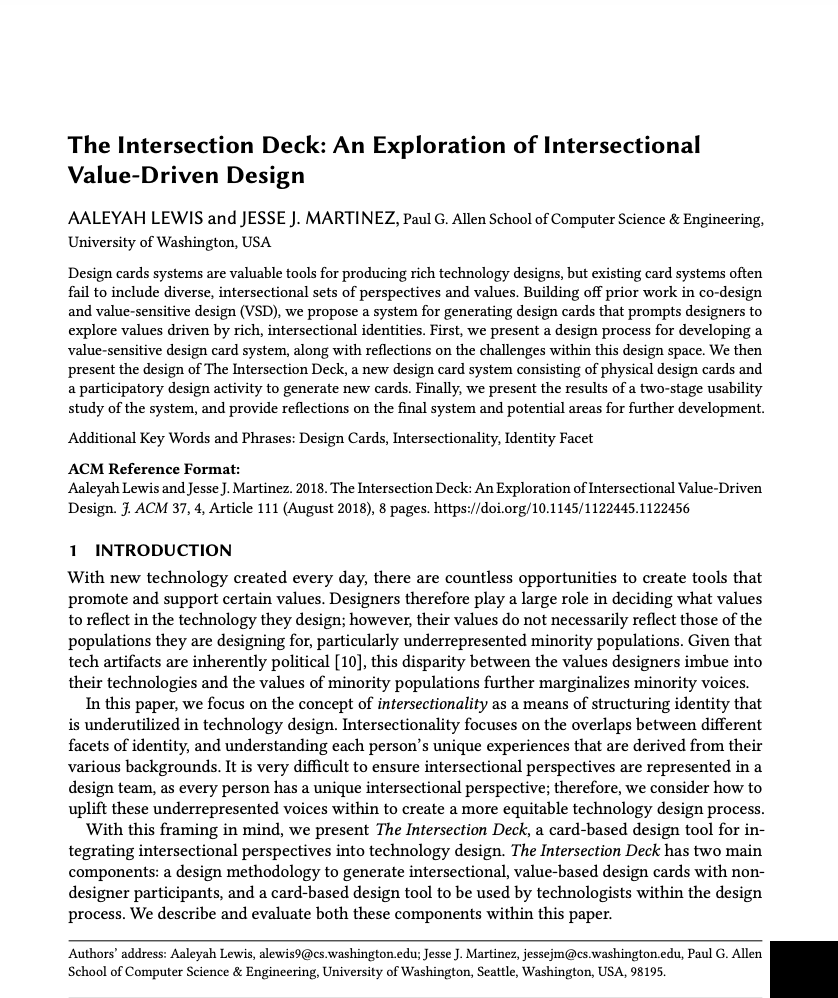 The Intersection Deck: An Exploration of Intersectional
Value-Driven Design
AALEYAH LEWIS and JESSE J. MARTINEZ, Paul G. Allen School of Computer Science & Engineering,
University of Washington, USA
Design cards systems are valuable tools for producing rich technology designs, but existing card systems often
fail to include diverse, intersectional sets of perspectives and values. Building off prior work in co-design
and value-sensitive design (VSD), we propose a system for generating design cards that prompts designers to
explore values driven by rich, intersectional identities. First, we present a design process for developing a
value-sensitive design card system, along with reflections on the challenges within this design space. We then
present the design of The Intersection Deck, a new design card system consisting of physical design cards and
a participatory design activity to generate new cards. Finally, we present the results of a two-stage usability
study of the system, and provide reflections on the final system and potential areas for further development.
Additional Key Words and Phrases: Design Cards, Intersectionality, Identity Facet
ACM Reference Format:
Aaleyah Lewis and Jesse J. Martinez. 2018. The Intersection Deck: An Exploration of Intersectional Value-Driven
Design. J. ACM 37, 4, Article 111 (August 2018), 8 pages. https://doi.org/10.1145/1122445.1122456
1 INTRODUCTION
With new technology created every day, there are countless opportunities to create tools that
promote and support certain values. Designers therefore play a large role in deciding what values
to reflect in the technology they design; however, their values do not necessarily reflect those of the
populations they are designing for, particularly underrepresented minority populations. Given that
tech artifacts are inherently political [10], this disparity between the values designers imbue into
their technologies and the values of minority populations further marginalizes minority voices.
In this paper, we focus on the concept of intersectionality as a means of structuring identity that
is underutilized in technology design. Intersectionality focuses on the overlaps between different
facets of identity, and understanding each person's unique experiences that are derived from their
various backgrounds. It is very difficult to ensure intersectional perspectives are represented in a
design team, as every person has a unique intersectional perspective; therefore, we consider how to
uplift these underrepresented voices within to create a more equitable technology design process.
With this framing in mind, we present The Intersection Deck, a card-based design tool for in-
tegrating intersectional perspectives into technology design. The Intersection Deck has two main
components: a design methodology to generate intersectional, value-based design cards with non-
designer participants, and a card-based design tool to be used by technologists within the design
process. We describe and evaluate both these components within this paper.
Authors' address: Aaleyah Lewis, alewis9@cs.washington.edu; Jesse J. Martinez, jessejm@cs.washington.edu, Paul G. Allen
School of Computer Science & Engineering, University of Washington, Seattle, Washington, USA, 98195.